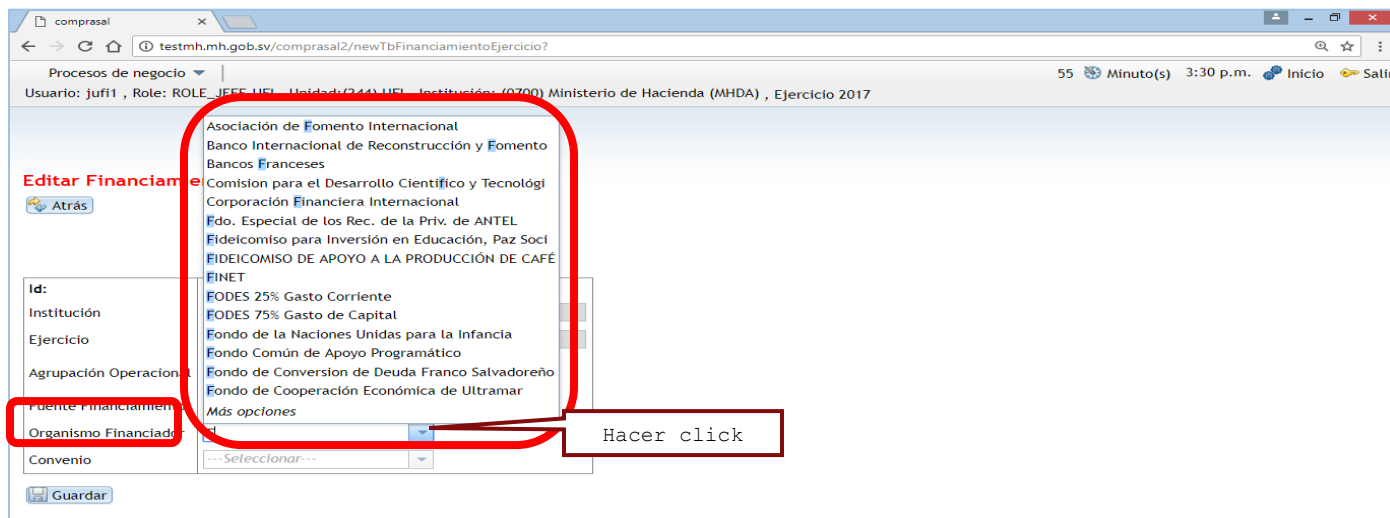 comprasal
testmh.mh.gob.sv/comprasal2/newTbFinanciamientoEjercicio?
Procesos de negocio
55 Minuto(s) 3:30 p.m. Inicio Salir
Usuario: jufi1 , Role: ROLE_JEFE UFI Unidad:(244) UFI Institución: (0700) Ministerio de Hacienda (MHDA) , Ejercicio 2017
Asociación de Fomento Internacional
Banco Internacional de Reconstrucción y Fomento
Bancos Franceses
Editar Financiamie
Comision para el Desarrollo Cientifico y Tecnológi
Atrás
Corporación Financiera Internacional
Fdo. Especial de los Rec. de la Priv. de ANTEL
Fideicomiso para Inversión en Educación, Paz Soci
FIDEICOMISO DE APOYO A LA PRODUCCIÓN DE CAFÉ
FINET
Id:
FODES 25% Gasto Corriente
Institución
FODES 75% Gasto de Capital
Ejercicio
Fondo de la Naciones Unidas para la Infancia
Fondo Común de Apoyo Programático
Agrupación Operacional
Fondo de Conversion de Deuda Franco Salvadoreño
Fondo de Cooperación Económica de Ultramar
Fuente Financiamiento
Más opciones
Organismo Financiador
Hacer click
Convenio
---Seleccionar---
Guardar